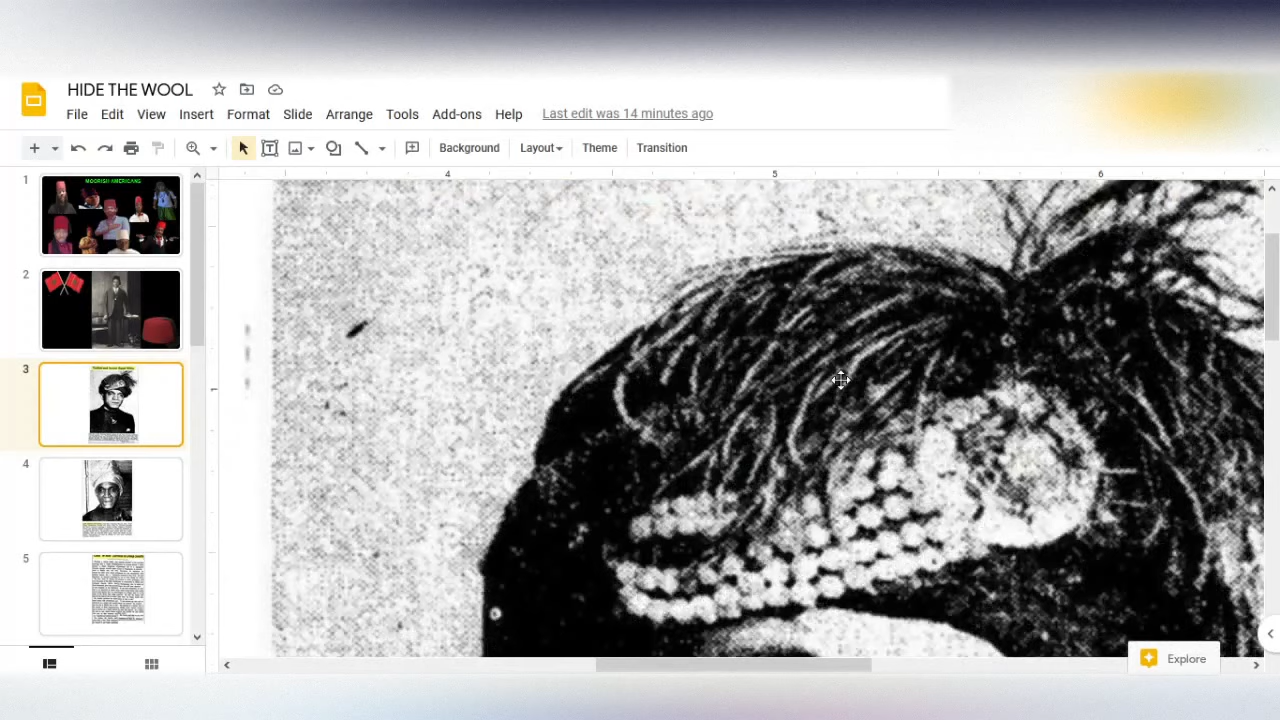 HIDE THE WOOL
File Edit View Insert Format Slide Arrange Tools Add-ons Help Last edit was 14 minutes ago
Background Layout Theme Transition
4 5 6
1
MOORISH AMERICANS
2
3
4
5
1
Explore